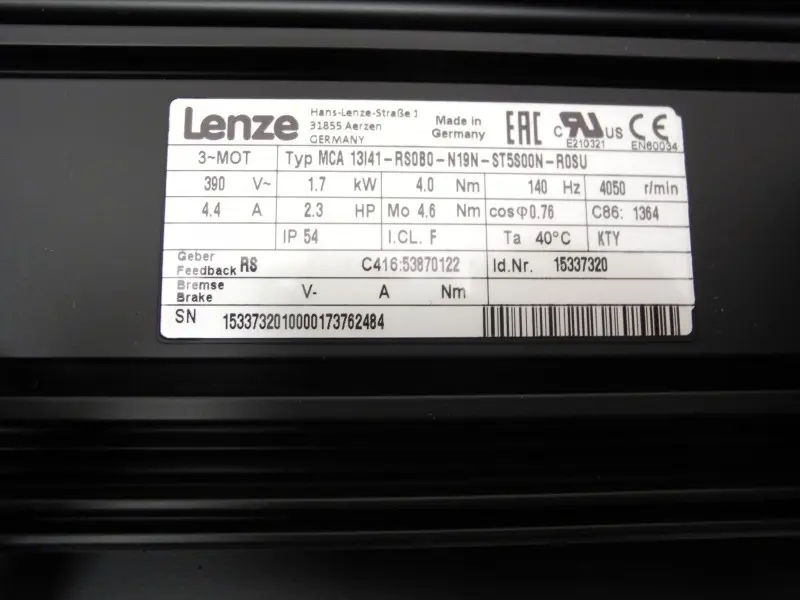 Lenze
Hans-Lenze-Straße 1
31855 Aerzen
GERMANY
Made in
Germany
EAC
c RU US
E210321
CE
EN60034
3~MOT Typ MCA 13I41-RS0B0-N19N-ST5S00N-R0SU
390 V~ 1.7 kW 4.0 Nm 140 Hz 4050 r/min
4.4 A 2.3 HP Mo 4.6 Nm cosφ0.76 C86: 1364
IP 54 I.CL. F Ta 40°C KTY
Geber
Feedback RS C416:53870122 Id.Nr. 15337320
Bremse
Brake V- A Nm
SN 1533732010000173762484